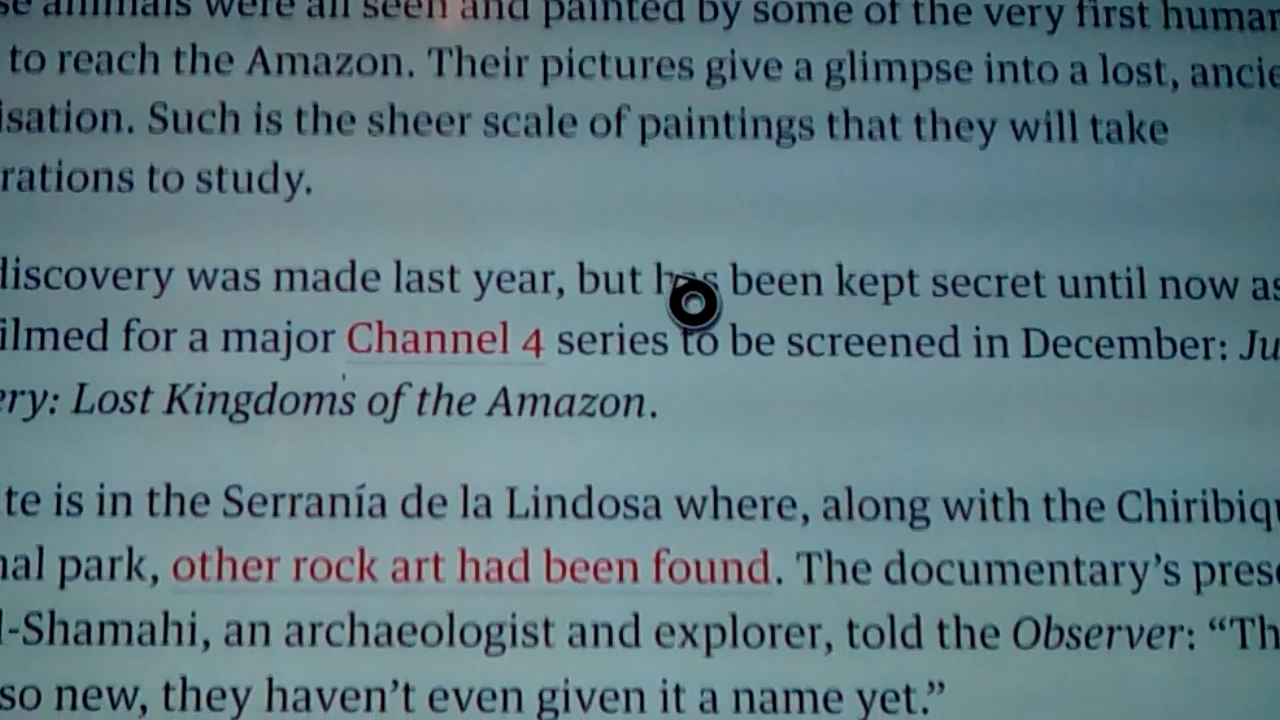 se animals were all seen and painted by some of the very first human
to reach the Amazon. Their pictures give a glimpse into a lost, ancie
isation. Such is the sheer scale of paintings that they will take
rations to study.
discovery was made last year, but has been kept secret until now as
ilmed for a major Channel 4 series to be screened in December: Ju
ery: Lost Kingdoms of the Amazon.
te is in the Serranía de la Lindosa where, along with the Chiribiqu
nal park, other rock art had been found. The documentary’s prese
l-Shamahi, an archaeologist and explorer, told the Observer: “Th
so new, they haven’t even given it a name yet.”